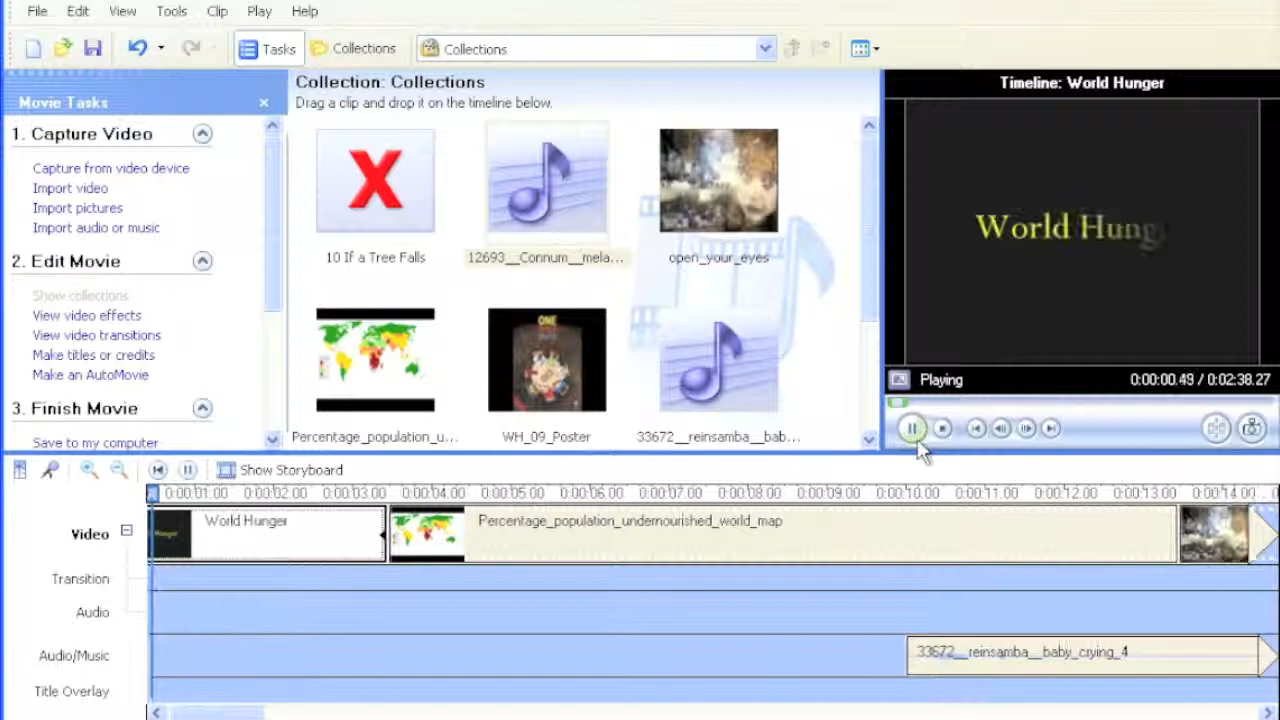 File Edit View Tools Clip Play Help
Tasks Collections Collections
Movie Tasks
1. Capture Video
Capture from video device
Import video
Import pictures
Import audio or music
2. Edit Movie
Show collections
View video effects
View video transitions
Make titles or credits
Make an AutoMovie
3. Finish Movie
Save to my computer
Collection: Collections
Drag a clip and drop it on the timeline below.
10 If a Tree Falls 12693__Connum__mela... open_your_eyes
ONE
Percentage_population_u... WH_09_Poster 33672__reinsamba__bab...
Timeline: World Hunger
World Hung
Playing 0:00:00.49 / 0:02:38.27
Show Storyboard
0:00:01.00 0:00:02.00 0:00:03.00 0:00:04.00 0:00:05.00 0:00:06.00 0:00:07.00 0:00:08.00 0:00:09.00 0:00:10.00 0:00:11.00 0:00:12.00 0:00:13.00 0:00:14.00
Video World Hunger Percentage_population_undernourished_world_map
Transition
Audio
Audio/Music 33672__reinsamba__baby_crying_4
Title Overlay